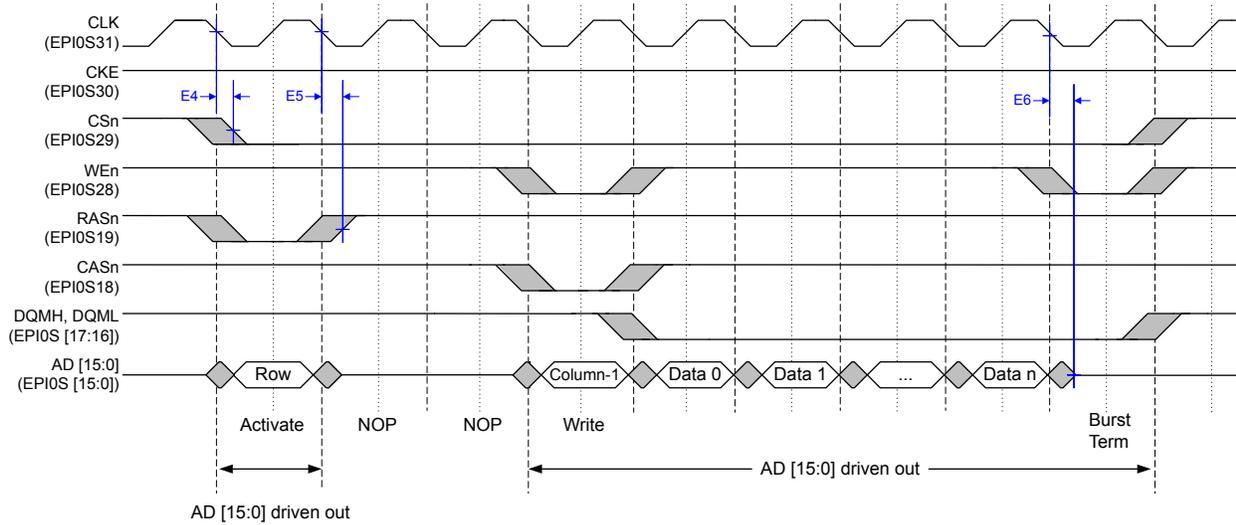 CLK
(EPI0S31)
CKE
(EPI0S30)
E4
E5
E6
CSn
(EPI0S29)
WEn
(EPI0S28)
RASn
(EPI0S19)
CASn
(EPI0S18)
DQMH, DQML
(EPI0S [17:16])
AD [15:0]
(EPI0S [15:0])
Row
Column-1
Data 0
Data 1
...
Data n
Activate
NOP
NOP
Write
Burst
Term
AD [15:0] driven out
AD [15:0] driven out